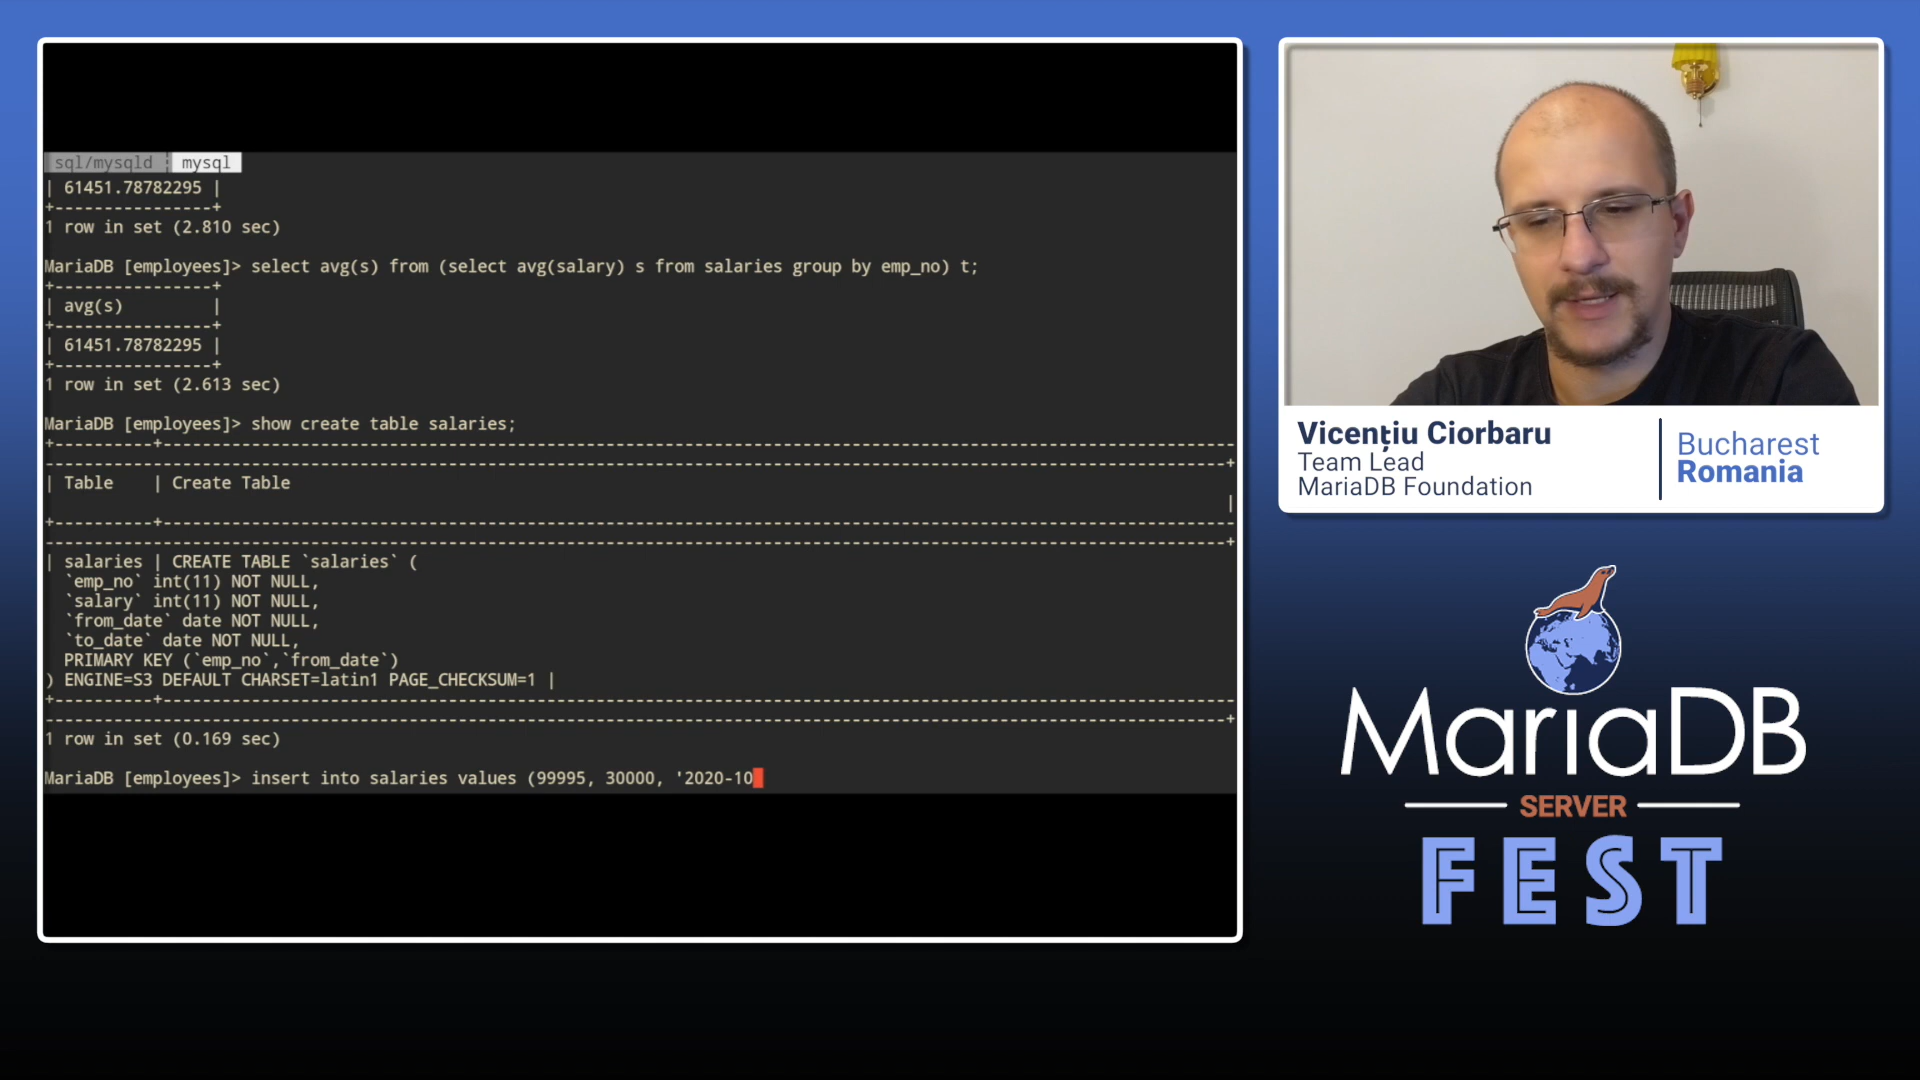 sql/mysqld ¦ mysql
| 61451.78782295 |
+----------------+
1 row in set (2.810 sec)
MariaDB [employees]> select avg(s) from (select avg(salary) s from salaries group by emp_no) t;
+----------------+
| avg(s)         |
+----------------+
| 61451.78782295 |
+----------------+
1 row in set (2.613 sec)
MariaDB [employees]> show create table salaries;
| Table    | Create Table
|
| salaries | CREATE TABLE `salaries` (
`emp_no` int(11) NOT NULL,
`salary` int(11) NOT NULL,
`from_date` date NOT NULL,
`to_date` date NOT NULL,
PRIMARY KEY (`emp_no`,`from_date`)
) ENGINE=S3 DEFAULT CHARSET=latin1 PAGE_CHECKSUM=1 |
1 row in set (0.169 sec)
MariaDB [employees]> insert into salaries values (99995, 30000, '2020-10
Vicențiu Ciorbaru
Team Lead
MariaDB Foundation
Bucharest
Romania
MariaDB
SERVER
FEST